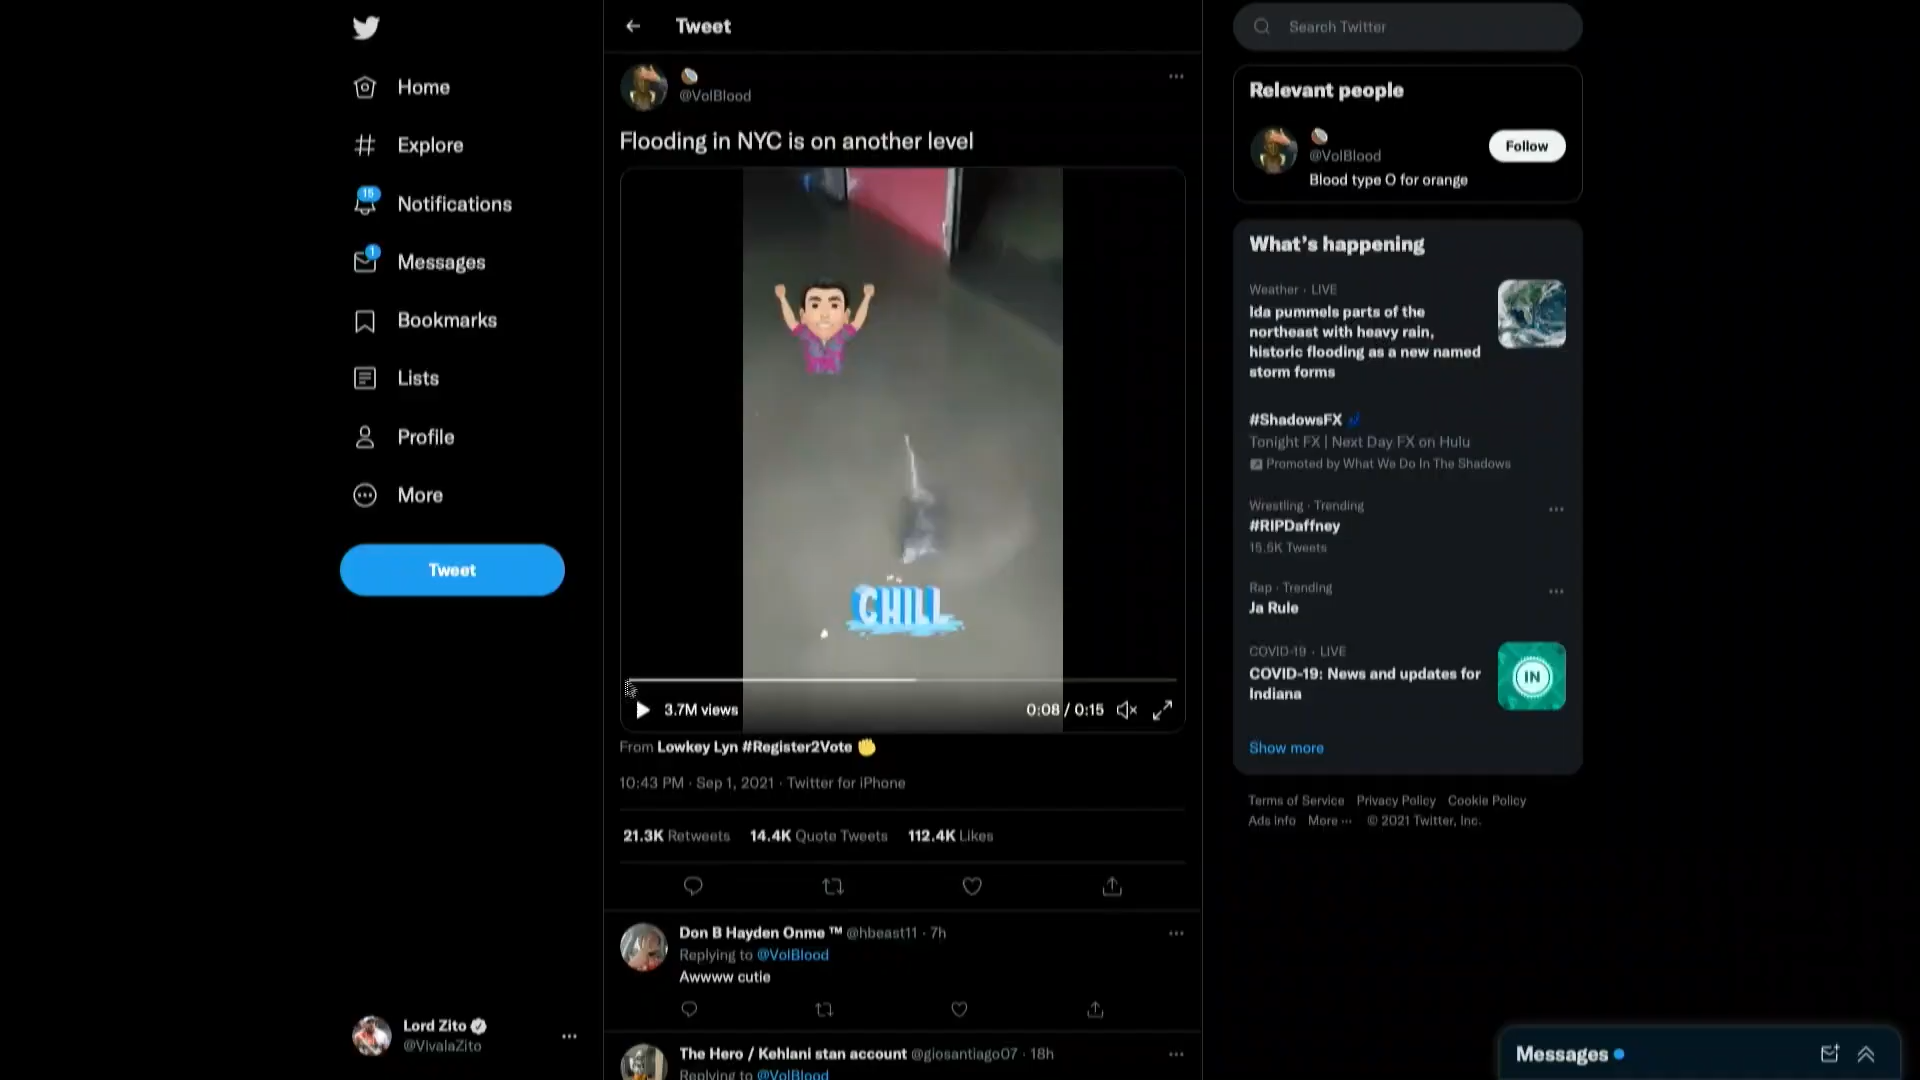 Home
Explore
15
Notifications
1
Messages
Bookmarks
Lists
Profile
More
Tweet
Lord Zito
@VivalaZito
Tweet
@VolBlood
Flooding in NYC is on another level
CHILL
3.7M views
0:08 / 0:15
From Lowkey Lyn #Register2Vote ✊
10:43 PM · Sep 1, 2021 · Twitter for iPhone
21.3K Retweets 14.4K Quote Tweets 112.4K Likes
Don B Hayden Onme ™ @hbeast11 · 7h
Replying to @VolBlood
Awwww cutie
The Hero / Kehlani stan account @giosantiago07 · 18h
Replying to @VolBlood
Search Twitter
Relevant people
@VolBlood
Follow
Blood type O for orange
What's happening
Weather · LIVE
Ida pummels parts of the
northeast with heavy rain,
historic flooding as a new named
storm forms
#ShadowsFX
Tonight FX | Next Day FX on Hulu
Promoted by What We Do In The Shadows
Wrestling · Trending
#RIPDaffney
15.5K Tweets
Rap · Trending
Ja Rule
COVID-19 · LIVE
COVID-19: News and updates for
Indiana
IN
Show more
Terms of Service Privacy Policy Cookie Policy
Ads info More ··· © 2021 Twitter, Inc.
Messages